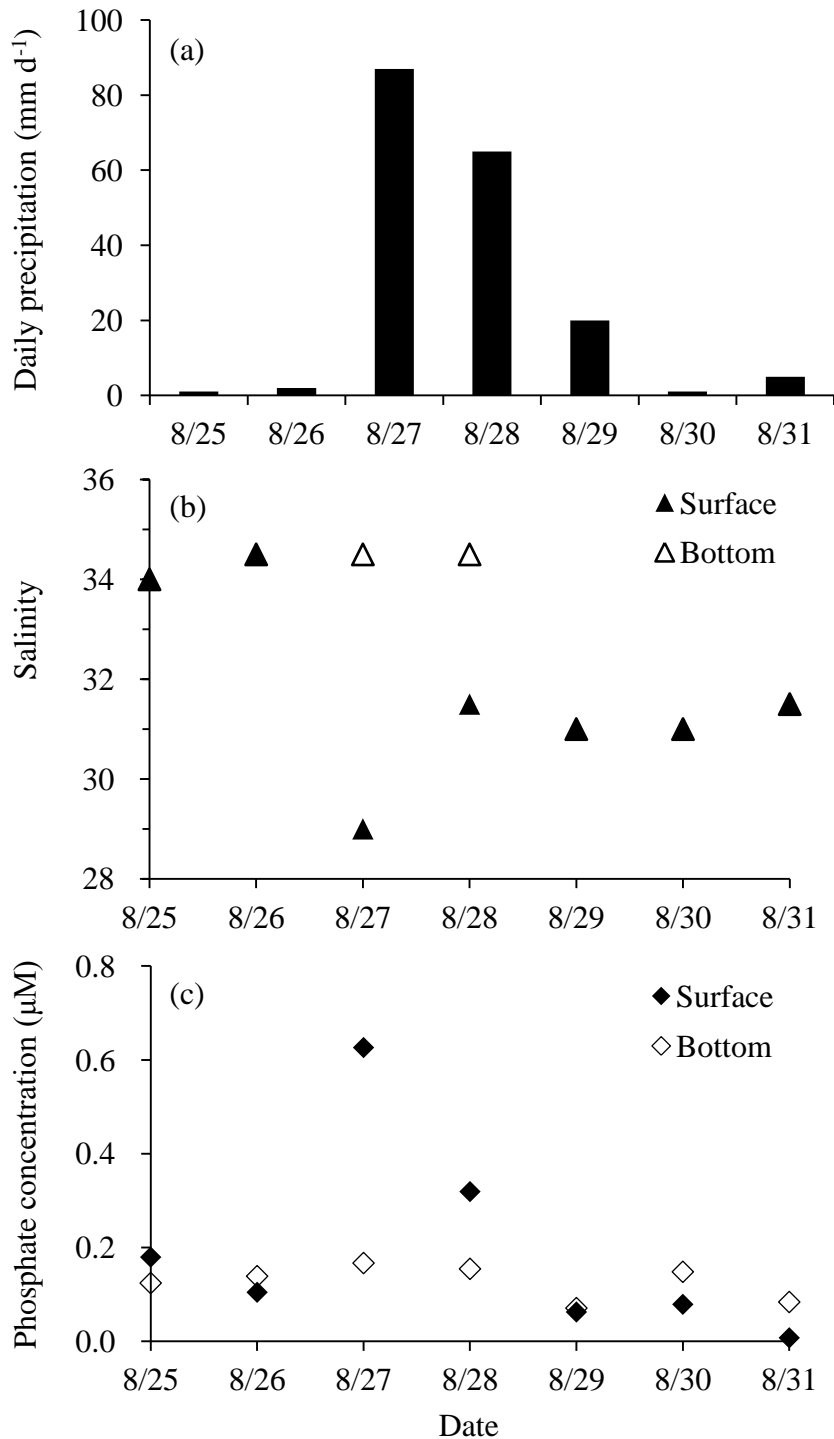 (a)
Daily precipitation (mm d⁻¹)
100
80
60
40
20
0
8/25 8/26 8/27 8/28 8/29 8/30 8/31
(b)
Surface
Bottom
Salinity
36
34
32
30
28
8/25 8/26 8/27 8/28 8/29 8/30 8/31
(c)
Surface
Bottom
Phosphate concentration (μM)
0.8
0.6
0.4
0.2
0.0
8/25 8/26 8/27 8/28 8/29 8/30 8/31
Date